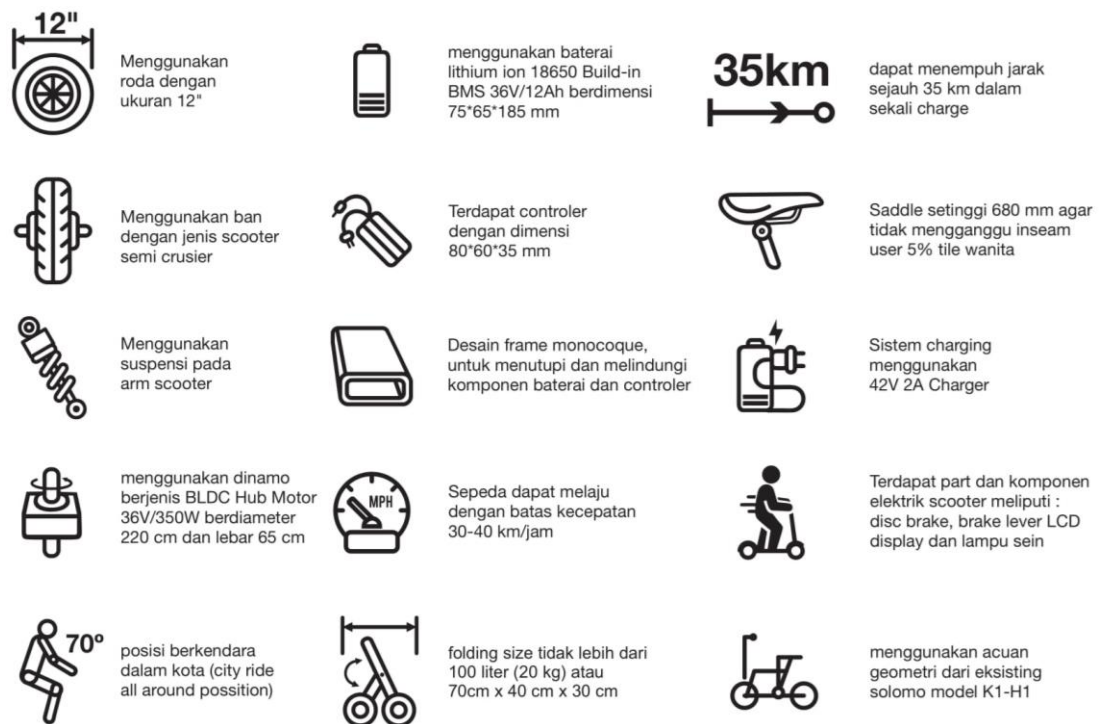 12"
Menggunakan
roda dengan
ukuran 12"
menggunakan baterai
lithium ion 18650 Build-in
BMS 36V/12Ah berdimensi
75*65*185 mm
35km
dapat menempuh jarak
sejauh 35 km dalam
sekali charge
Menggunakan ban
dengan jenis scooter
semi crusier
Terdapat controler
dengan dimensi
80*60*35 mm
Saddle setinggi 680 mm agar
tidak mengganggu inseam
user 5% tile wanita
Menggunakan
suspensi pada
arm scooter
Desain frame monocoque,
untuk menutupi dan melindungi
komponen baterai dan controler
Sistem charging
menggunakan
42V 2A Charger
menggunakan dinamo
berjenis BLDC Hub Motor
36V/350W berdiameter
220 cm dan lebar 65 cm
MPH
Sepeda dapat melaju
dengan batas kecepatan
30-40 km/jam
Terdapat part dan komponen
elektrik scooter meliputi :
disc brake, brake lever LCD
display dan lampu sein
70º
posisi berkendara
dalam kota (city ride
all around possition)
folding size tidak lebih dari
100 liter (20 kg) atau
70cm x 40 cm x 30 cm
menggunakan acuan
geometri dari eksisting
solomo model K1-H1